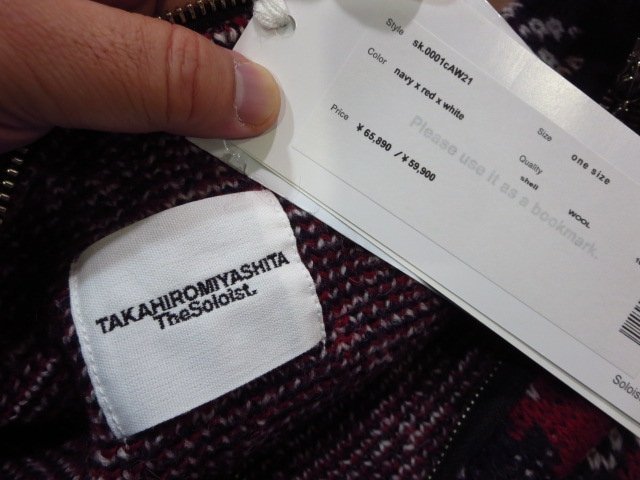 Style
sk.0001cAW21
Color
navy x red x white
Size
one size
Price
¥ 65,890 / ¥ 59,900
Quality
shell
WOOL
Please use it as a bookmark.
TAKAHIROMIYASHITA
TheSoloist.
Soloist